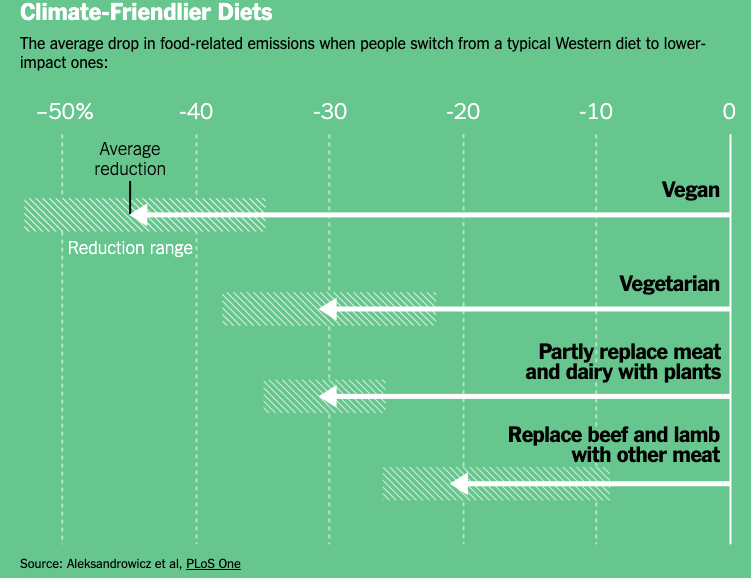 Climate-Friendlier Diets
The average drop in food-related emissions when people switch from a typical Western diet to lower-
impact ones:
–50% -40 -30 -20 -10 0
Average
reduction
Vegan
Reduction range
Vegetarian
Partly replace meat
and dairy with plants
Replace beef and lamb
with other meat
Source: Aleksandrowicz et al, PLoS One